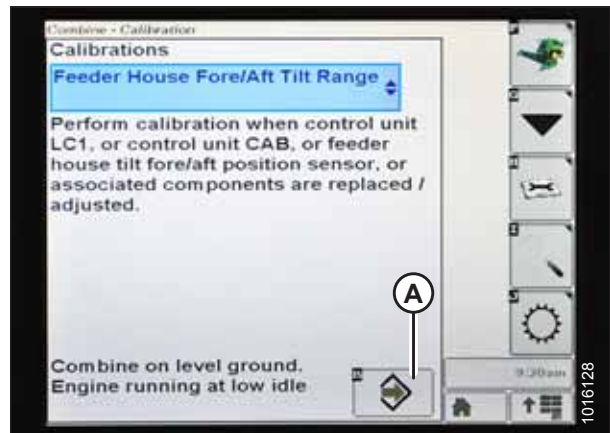 Combine - Calibration
Calibrations
Feeder House Fore/Aft Tilt Range
Perform calibration when control unit
LC1, or control unit CAB, or feeder
house tilt fore/aft position sensor, or
associated components are replaced /
adjusted.
A
Combine on level ground.
Engine running at low idle
9:20am
1016128